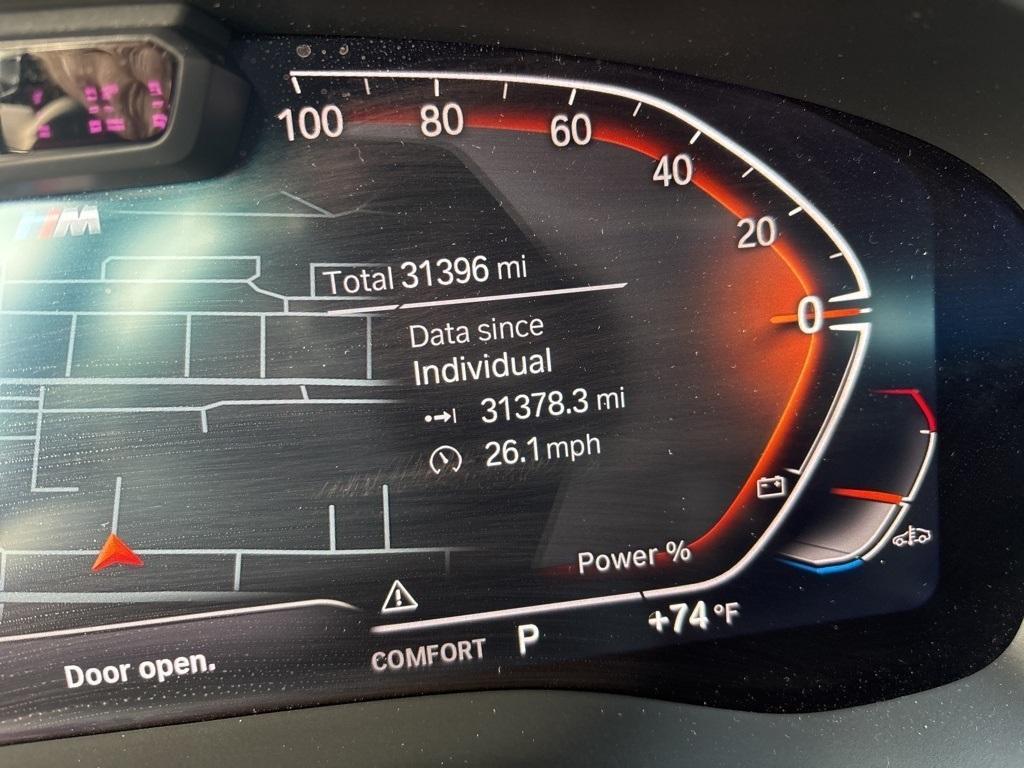 100 80 60 40 20 0
M
Total 31396 mi
Data since
Individual
31378.3 mi
26.1 mph
Power %
+74 °F
COMFORT P
Door open.